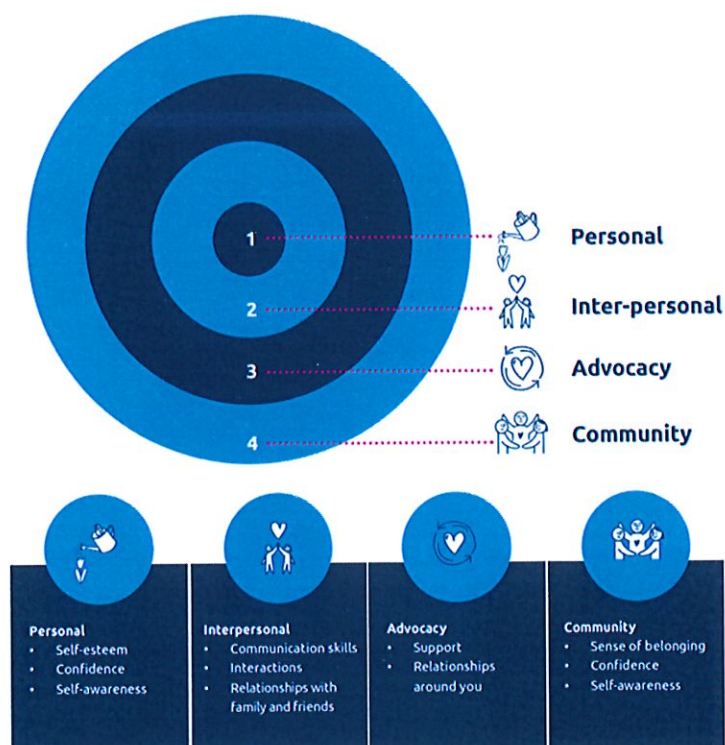 1
Personal
2
Inter-personal
3
Advocacy
4
Community
Personal
• Self-esteem
• Confidence
• Self-awareness
Interpersonal
• Communication skills
• Interactions
• Relationships with
family and friends
Advocacy
• Support
• Relationships
around you
Community
• Sense of belonging
• Confidence
• Self-awareness